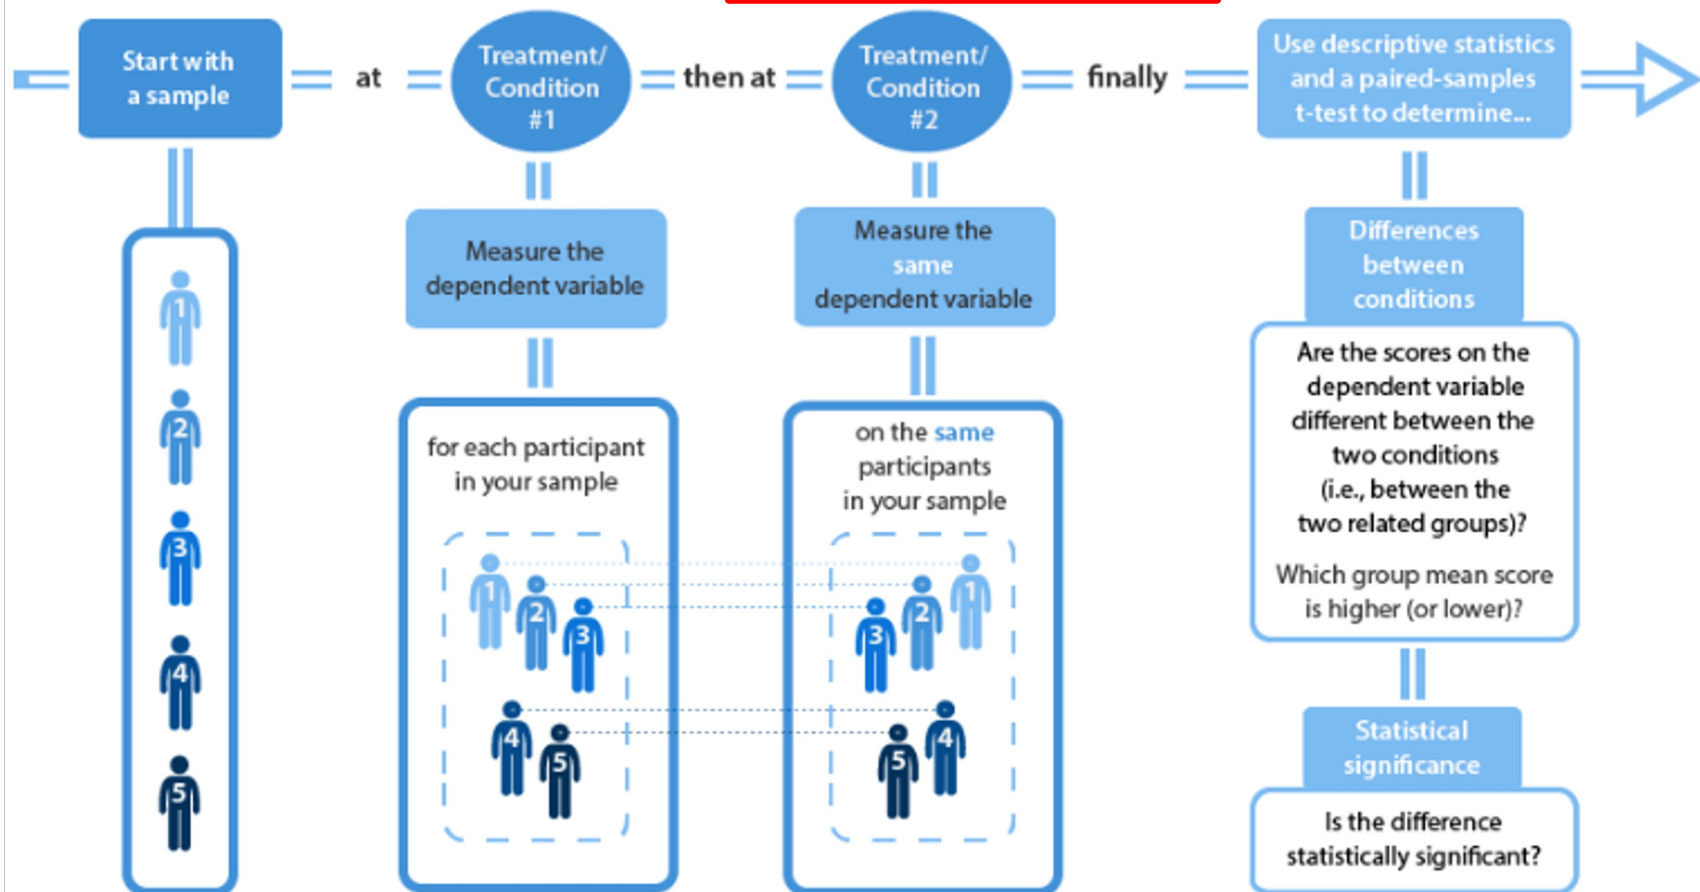 Start with
a sample
at
Treatment/
Condition
#1
then at
Treatment/
Condition
#2
finally
Use descriptive statistics
and a paired-samples
t-test to determine...
1
2
3
4
5
Measure the
dependent variable
for each participant
in your sample
1
2
3
4
5
Measure the
same
dependent variable
on the same
participants
in your sample
1
2
3
4
5
Differences
between
conditions
Are the scores on the
dependent variable
different between the
two conditions
(i.e., between the
two related groups)?
Which group mean score
is higher (or lower)?
Statistical
significance
Is the difference
statistically significant?